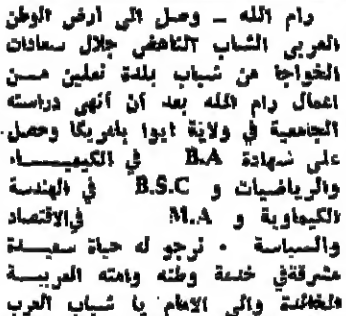 رام الله – وصل الى أرض الوطن
العربي الشاب الناهض جلال سعادات
الخواجا من شباب بلدة نعلين من
اعمال رام الله بعد أن أنهى دراسته
الجامعية في ولاية ايوا بامريكا وحصل
على شهادة B.A في الكيمياء
والرياضيات و B.S.C في الهندسة
الكيماوية و M.A في الاقتصاد
والسياسة . نرجو له حياة سعيدة
مشرقة في خدمة وطنه وامته العربية
الخالدة والى الامام يا شباب العرب